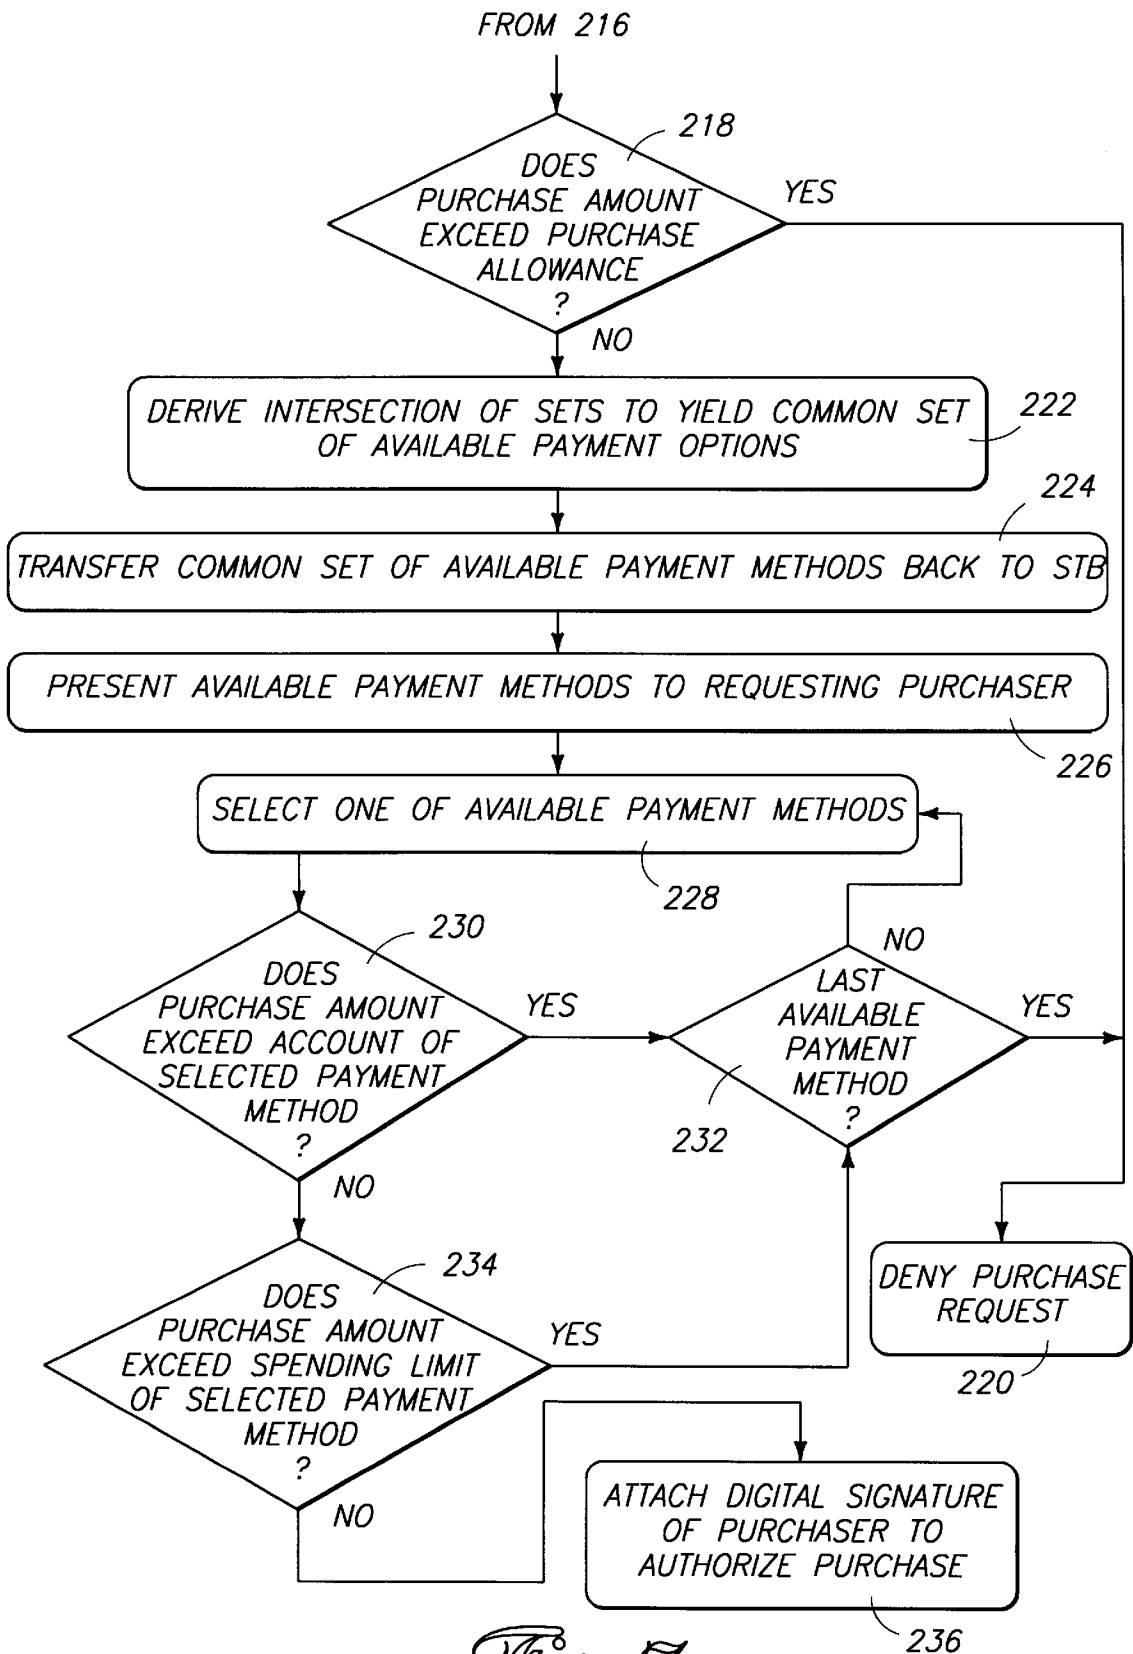 FROM 216
218
DOES
PURCHASE AMOUNT
EXCEED PURCHASE
ALLOWANCE
?
YES
NO
DERIVE INTERSECTION OF SETS TO YIELD COMMON SET
OF AVAILABLE PAYMENT OPTIONS
222
224
TRANSFER COMMON SET OF AVAILABLE PAYMENT METHODS BACK TO STB
PRESENT AVAILABLE PAYMENT METHODS TO REQUESTING PURCHASER
226
SELECT ONE OF AVAILABLE PAYMENT METHODS
228
230
DOES
PURCHASE AMOUNT
EXCEED ACCOUNT OF
SELECTED PAYMENT
METHOD
?
YES
NO
NO
LAST
AVAILABLE
PAYMENT
METHOD
?
YES
232
234
DOES
PURCHASE AMOUNT
EXCEED SPENDING LIMIT
OF SELECTED PAYMENT
METHOD
?
YES
NO
DENY PURCHASE
REQUEST
220
ATTACH DIGITAL SIGNATURE
OF PURCHASER TO
AUTHORIZE PURCHASE
236